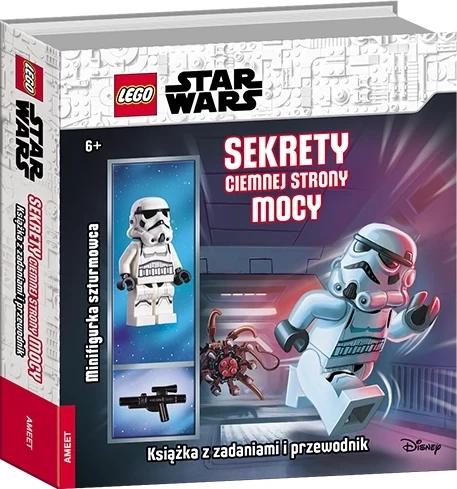 LEGO
STAR
WARS
6+
SEKRETY
CIEMNEJ STRONY
MOCY
Minifigurka szturmowca
Książka z zadaniami i przewodnik
Disney
AMEET
LEGO
STAR
WARS
SEKRETY
CIEMNEJ STRONY
MOCY
Książka z zadaniami i przewodnik
AMEET